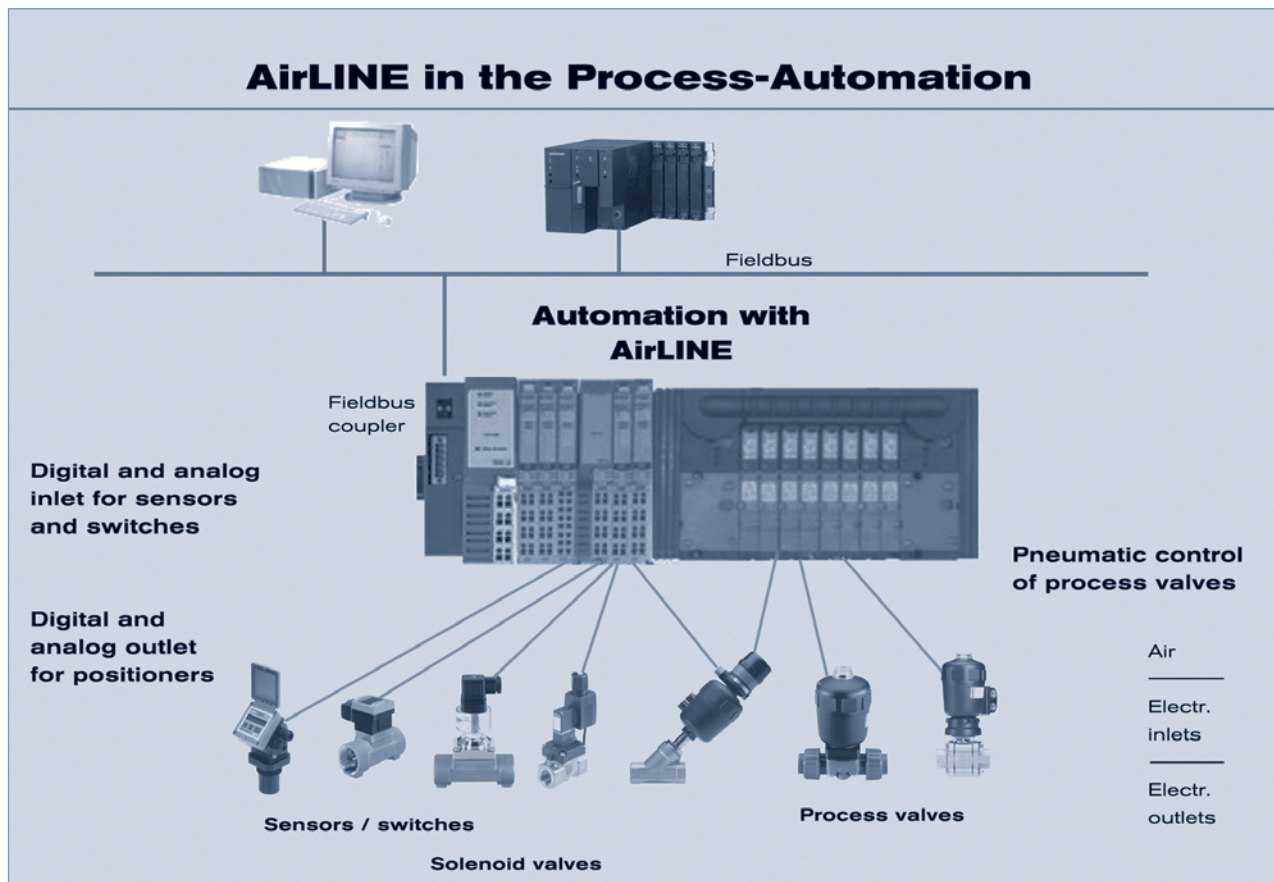 AirLINE in the Process-Automation
Fieldbus
Automation with
AirLINE
Fieldbus
coupler
Digital and analog
inlet for sensors
and switches
Pneumatic control
of process valves
Digital and
analog outlet
for positioners
Air
Electr.
inlets
Electr.
outlets
Process valves
Sensors / switches
Solenoid valves